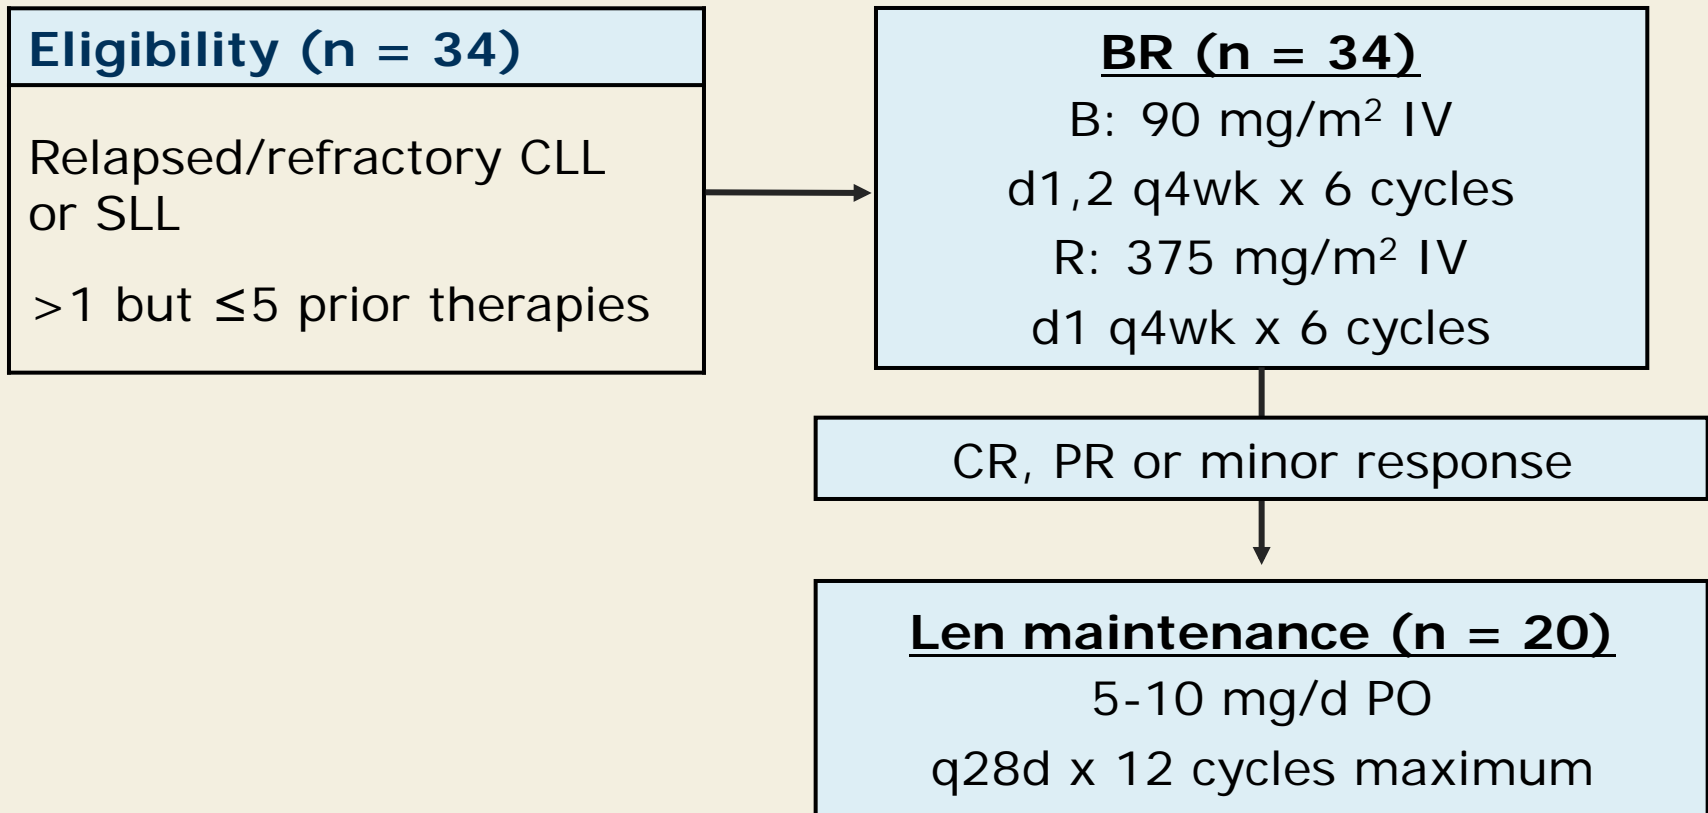 Eligibility (n = 34)
Relapsed/refractory CLL
or SLL
>1 but ≤5 prior therapies
BR (n = 34)
B: 90 mg/m² IV
d1,2 q4wk x 6 cycles
R: 375 mg/m² IV
d1 q4wk x 6 cycles
CR, PR or minor response
Len maintenance (n = 20)
5-10 mg/d PO
q28d x 12 cycles maximum